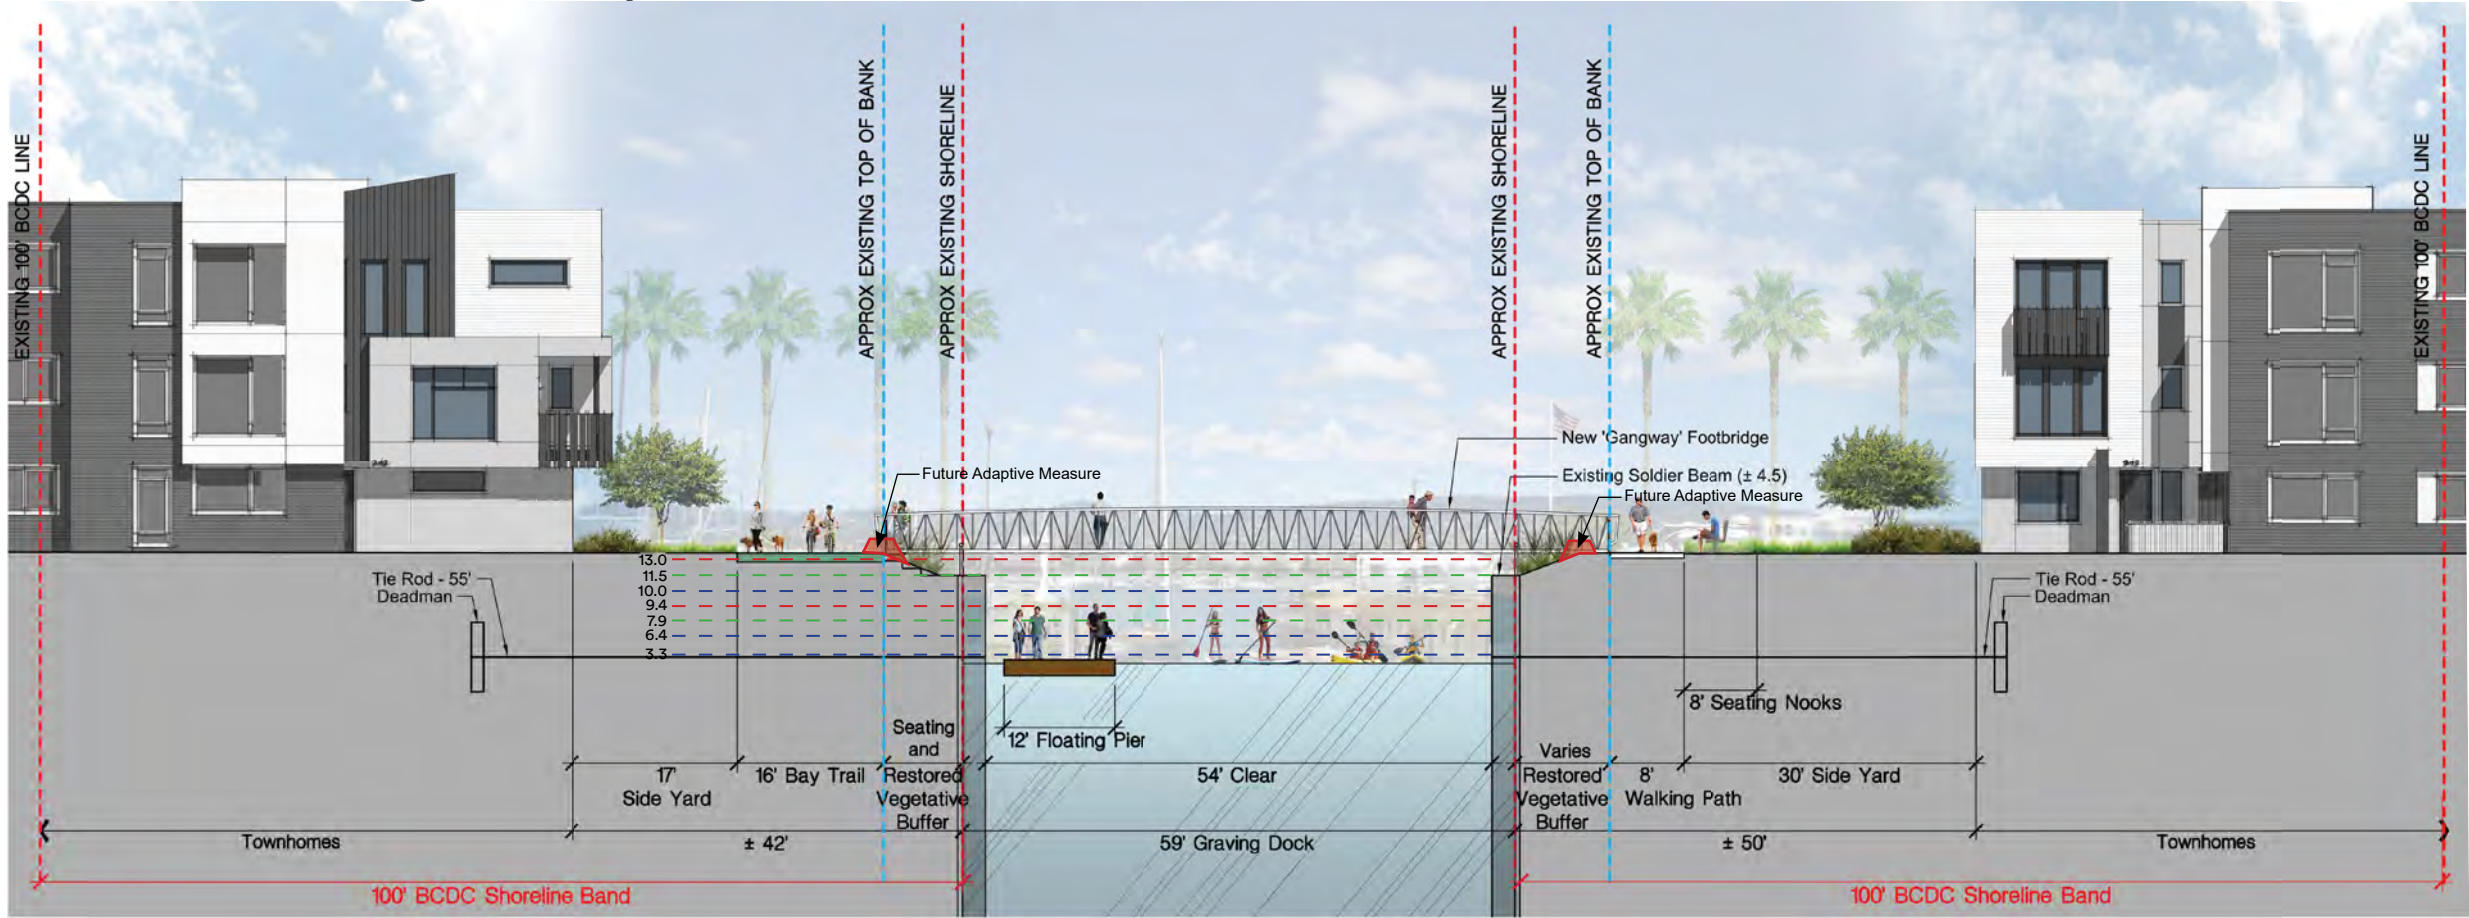 EXISTING 100' BCDC LINE
APPROX EXISTING TOP OF BANK
APPROX EXISTING SHORELINE
APPROX EXISTING SHORELINE
APPROX EXISTING TOP OF BANK
EXISTING 100' BCDC LINE
New 'Gangway' Footbridge
Future Adaptive Measure
Existing Soldier Beam (± 4.5)
Future Adaptive Measure
13.0
11.5
10.0
9.4
7.9
6.4
3.3
Tie Rod - 55'
Deadman
Tie Rod - 55'
Deadman
8' Seating Nooks
12' Floating Pier
Seating
and
Restored
Vegetative
Buffer
17'
Side Yard
16' Bay Trail
54' Clear
Varies
Restored
Vegetative
Buffer
8'
Walking Path
30' Side Yard
Townhomes
± 42'
59' Graving Dock
± 50'
Townhomes
100' BCDC Shoreline Band
100' BCDC Shoreline Band